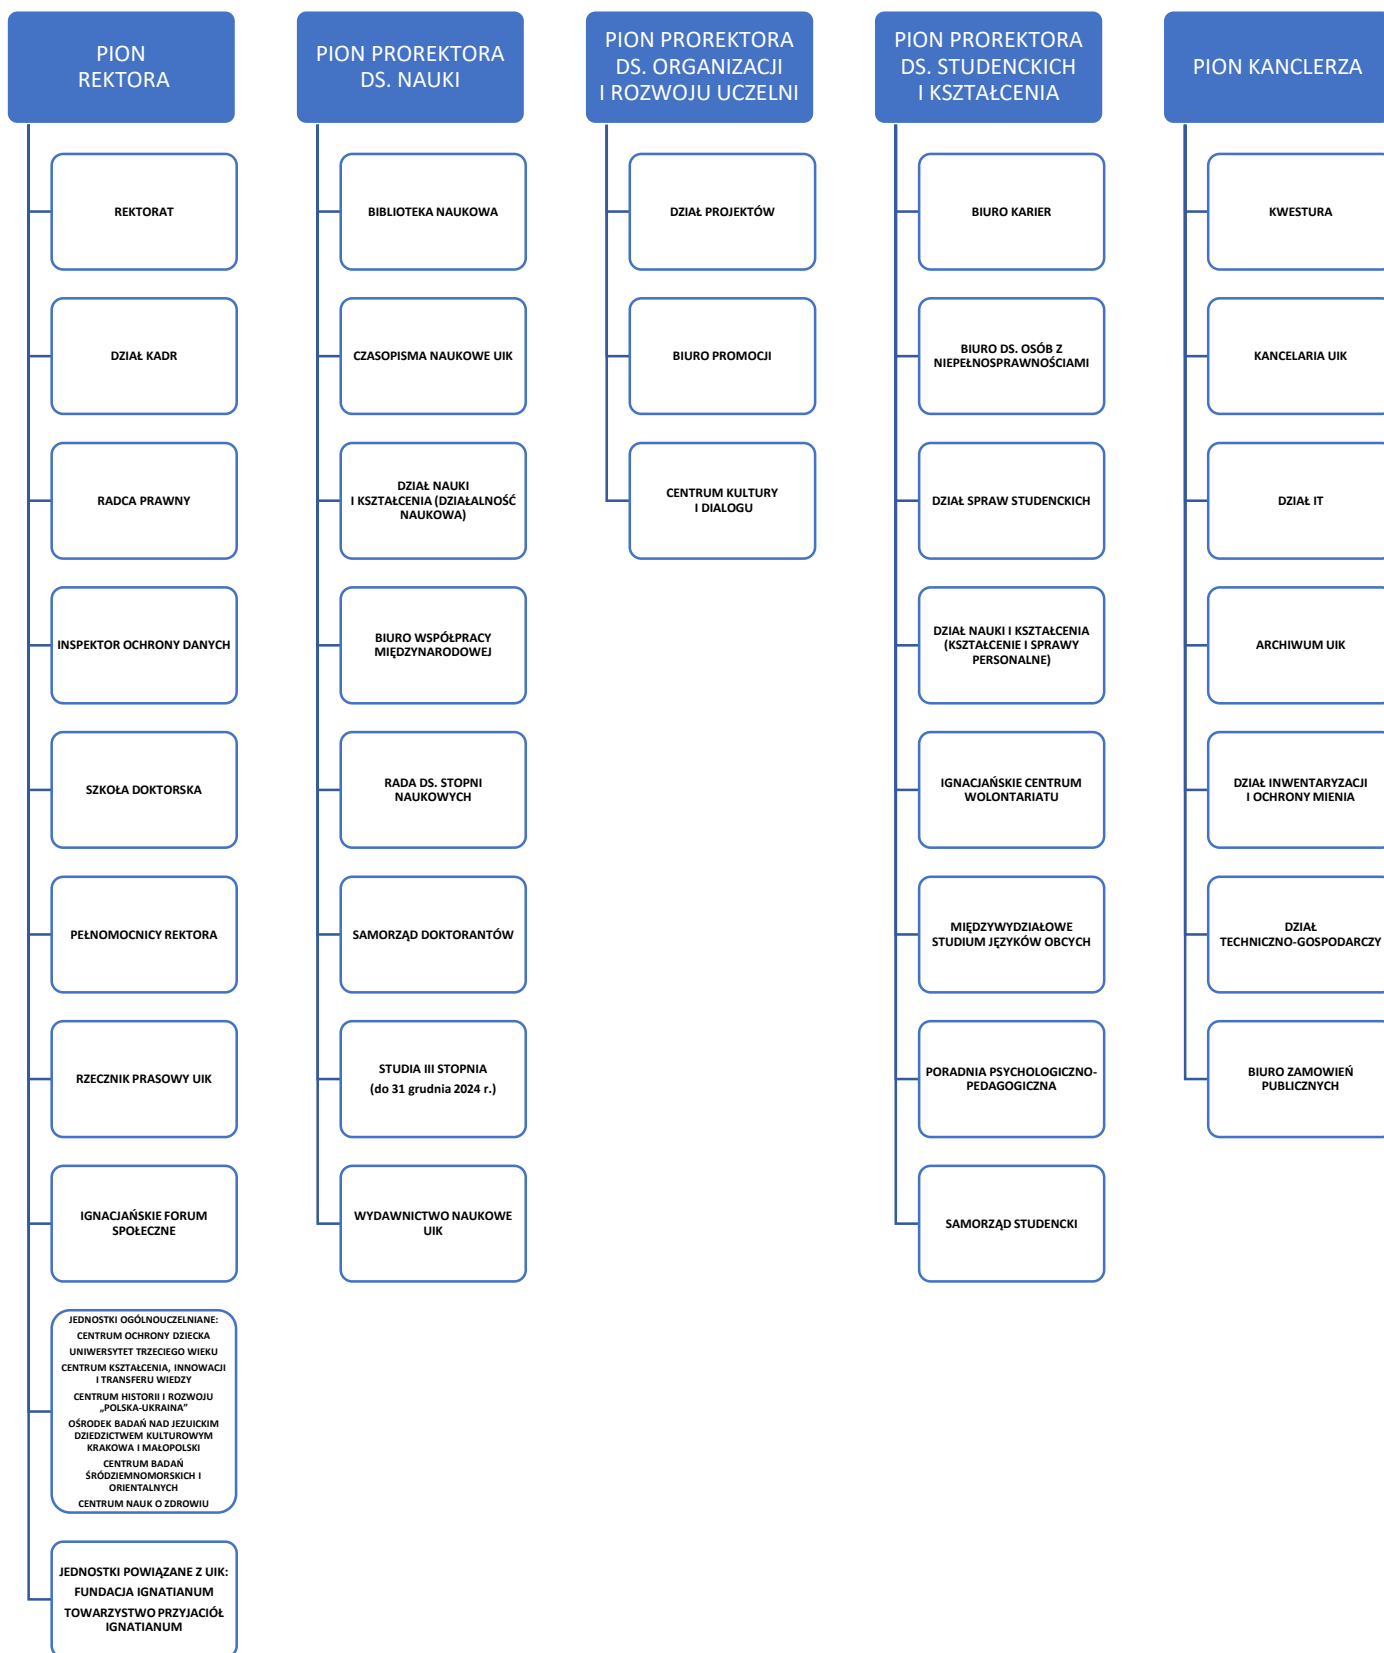 PION
REKTORA
REKTORAT
DZIAŁ KADR
RADCA PRAWNY
INSPEKTOR OCHRONY DANYCH
SZKOŁA DOKTORSKA
PEŁNOMOCNICY REKTORA
RZECZNIK PRASOWY UIK
IGNACJAŃSKIE FORUM
SPOŁECZNE
JEDNOSTKI OGÓLNOUCZELNIANE:
CENTRUM OCHRONY DZIECKA
UNIWERSYTET TRZECIEGO WIEKU
CENTRUM KSZTAŁCENIA, INNOWACJI
I TRANSFERU WIEDZY
CENTRUM HISTORII I ROZWOJU
„POLSKA-UKRAINA”
OŚRODEK BADAŃ NAD JEZUICKIM
DZIEDZICTWEM KULTUROWYM
KRAKOWA I MAŁOPOLSKI
CENTRUM BADAŃ
ŚRÓDZIEMNOMORSKICH I
ORIENTALNYCH
CENTRUM NAUK O ZDROWIU
JEDNOSTKI POWIĄZANE Z UIK:
FUNDACJA IGNATIANUM
TOWARZYSTWO PRZYJACIÓŁ
IGNATIANUM
PION PROREKTORA
DS. NAUKI
BIBLIOTEKA NAUKOWA
CZASOPISMA NAUKOWE UIK
DZIAŁ NAUKI
I KSZTAŁCENIA (DZIAŁALNOŚĆ
NAUKOWA)
BIURO WSPÓŁPRACY
MIĘDZYNARODOWEJ
RADA DS. STOPNI
NAUKOWYCH
SAMORZĄD DOKTORANTÓW
STUDIA III STOPNIA
(do 31 grudnia 2024 r.)
WYDAWNICTWO NAUKOWE
UIK
PION PROREKTORA
DS. ORGANIZACJI
I ROZWOJU UCZELNI
DZIAŁ PROJEKTÓW
BIURO PROMOCJI
CENTRUM KULTURY
I DIALOGU
PION PROREKTORA
DS. STUDENCKICH
I KSZTAŁCENIA
BIURO KARIER
BIURO DS. OSÓB Z
NIEPEŁNOSPRAWNOŚCIAMI
DZIAŁ SPRAW STUDENCKICH
DZIAŁ NAUKI I KSZTAŁCENIA
(KSZTAŁCENIE I SPRAWY
PERSONALNE)
IGNACJAŃSKIE CENTRUM
WOLONTARIATU
MIĘDZYWYDZIAŁOWE
STUDIUM JĘZYKÓW OBCYCH
PORADNIA PSYCHOLOGICZNO-
PEDAGOGICZNA
SAMORZĄD STUDENCKI
PION KANCLERZA
KWESTURA
KANCELARIA UIK
DZIAŁ IT
ARCHIWUM UIK
DZIAŁ INWENTARYZACJI
I OCHRONY MIENIA
DZIAŁ
TECHNICZNO-GOSPODARCZY
BIURO ZAMOWIEŃ
PUBLICZNYCH